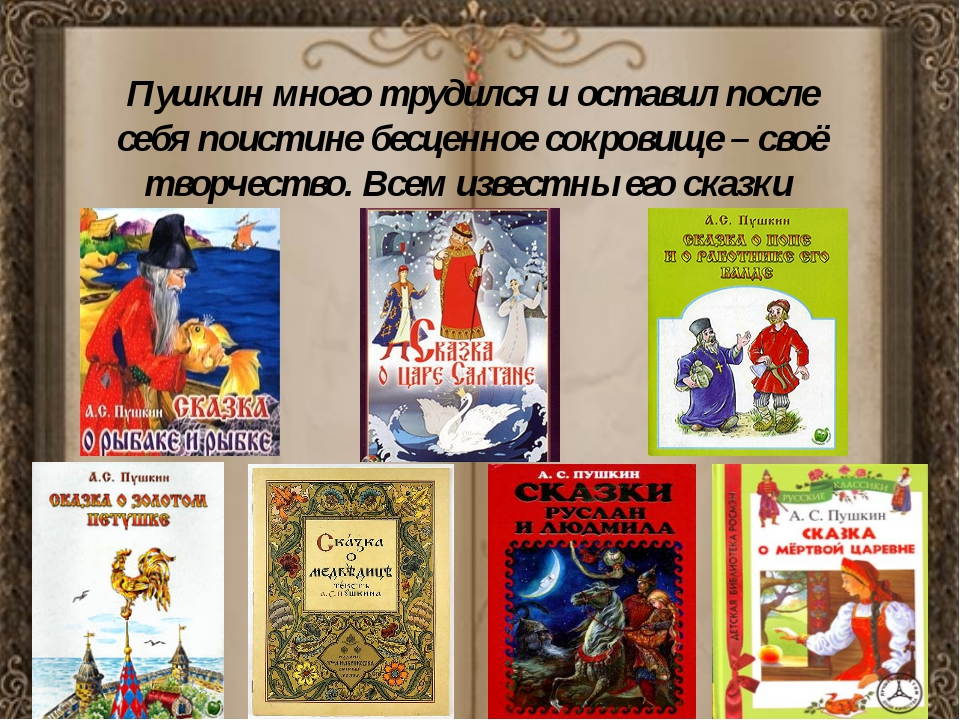 Пушкин много трудился и оставил после
себя поистине бесценное сокровище – своё
творчество. Всем известны его сказки
А.С. Пушкин СКАЗКА
О РЫБАКЕ И РЫБКЕ
Сказка
о царе Салтане
А.С. Пушкин
СКАЗКА О ПОПЕ
И О РАБОТНИКЕ ЕГО
БАЛДЕ
А.С. Пушкин
СКАЗКА О ЗОЛОТОМ
ПЕТУШКЕ
Сказка
о
медвѣдицѣ
текстъ
А.С. Пушкина
А. С. ПУШКИН
СКАЗКИ
РУСЛАН
И ЛЮДМИЛА
РУССКИЕ КЛАССИКИ
ДЕТСКАЯ БИБЛИОТЕКА РОСМЭН
А. С. Пушкин
СКАЗКА
О МЁРТВОЙ ЦАРЕВНЕ